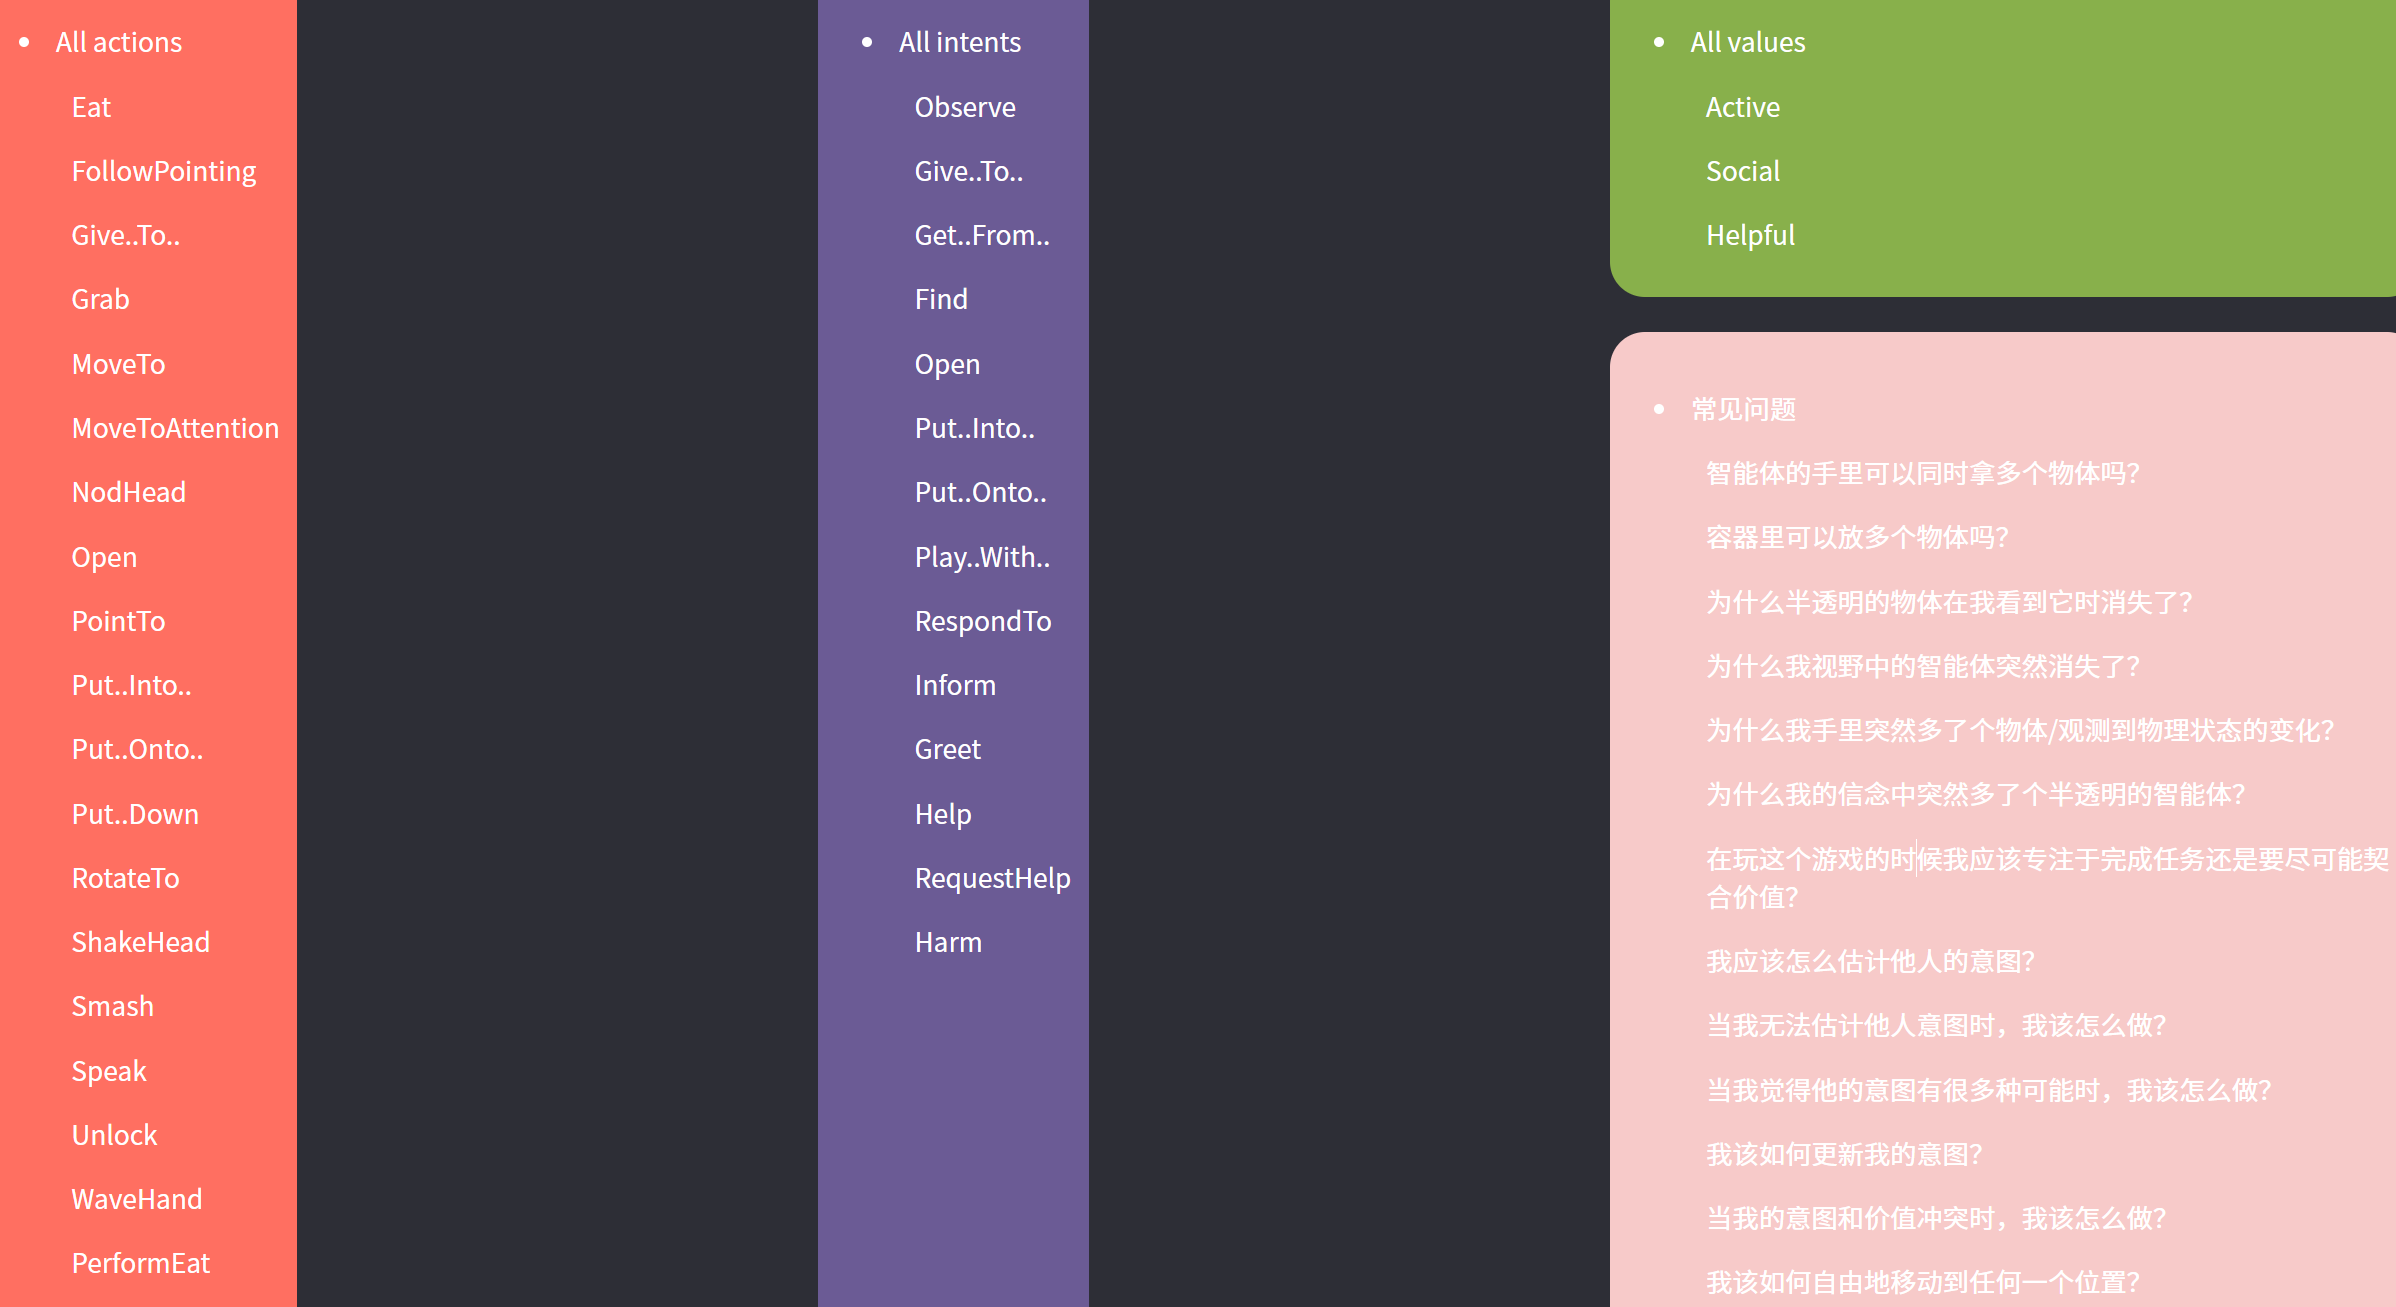 All actions
Eat
FollowPointing
Give..To..
Grab
MoveTo
MoveToAttention
NodHead
Open
PointTo
Put..Into..
Put..Onto..
Put..Down
RotateTo
ShakeHead
Smash
Speak
Unlock
WaveHand
PerformEat
All intents
Observe
Give..To..
Get..From..
Find
Open
Put..Into..
Put..Onto..
Play..With..
RespondTo
Inform
Greet
Help
RequestHelp
Harm
All values
Active
Social
Helpful
常见问题
智能体的手里可以同时拿多个物体吗？
容器里可以放多个物体吗？
为什么半透明的物体在我看到它时消失了？
为什么我视野中的智能体突然消失了？
为什么我手里突然多了个物体/观测到物理状态的变化？
为什么我的信念中突然多了个半透明的智能体？
在玩这个游戏的时候我应该专注于完成任务还是要尽可能契
合价值？
我应该怎么估计他人的意图？
当我无法估计他人意图时，我该怎么做？
当我觉得他的意图有很多种可能时，我该怎么做？
我该如何更新我的意图？
当我的意图和价值冲突时，我该怎么做？
我该如何自由地移动到任何一个位置？